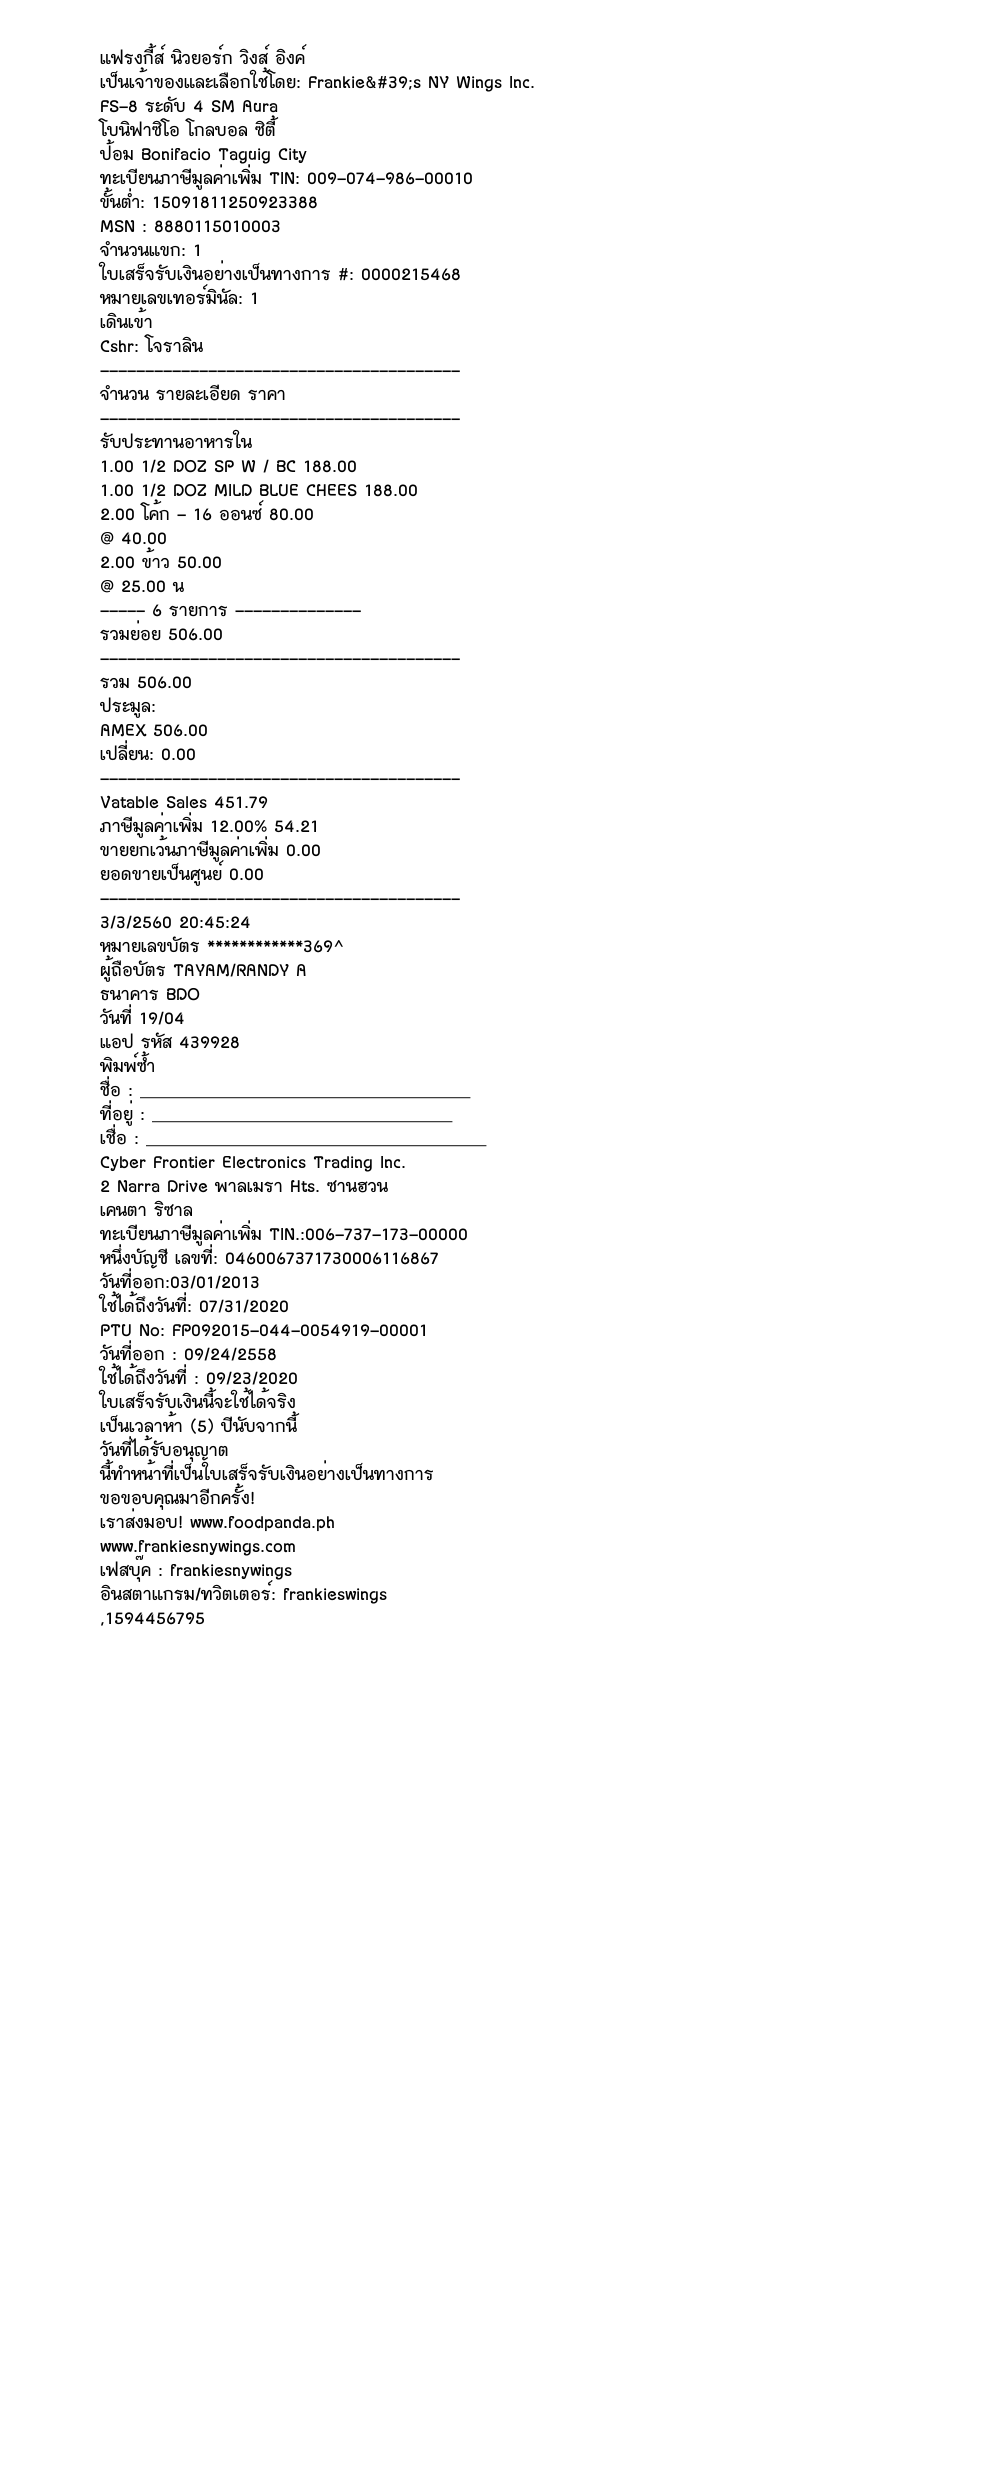 แฟรงกี้ส์ นิวยอร์ก วิงส์ อิงค์
เป็นเจ้าของและเลือกใช้โดย: Frankie&#39;s NY Wings Inc.
FS-8 ระดับ 4 SM Aura
โบนิฟาซิโอ โกลบอล ซิตี้
ป้อม Bonifacio Taguig City
ทะเบียนภาษีมูลค่าเพิ่ม TIN: 009-074-986-00010
ขั้นต่ำ: 15091811250923388
MSN : 8880115010003
จำนวนแขก: 1
ใบเสร็จรับเงินอย่างเป็นทางการ #: 0000215468
หมายเลขเทอร์มินัล: 1
เดินเข้า
Cshr: โจราลิน
----------------------------------------
จำนวน รายละเอียด ราคา
----------------------------------------
รับประทานอาหารใน
1.00 1/2 DOZ SP W / BC 188.00
1.00 1/2 DOZ MILD BLUE CHEES 188.00
2.00 โค้ก - 16 ออนซ์ 80.00
@ 40.00
2.00 ข้าว 50.00
@ 25.00 น
----- 6 รายการ --------------
รวมย่อย 506.00
----------------------------------------
รวม 506.00
ประมูล:
AMEX 506.00
เปลี่ยน: 0.00
----------------------------------------
Vatable Sales 451.79
ภาษีมูลค่าเพิ่ม 12.00% 54.21
ขายยกเว้นภาษีมูลค่าเพิ่ม 0.00
ยอดขายเป็นศูนย์ 0.00
----------------------------------------
3/3/2560 20:45:24
หมายเลขบัตร ************369^
ผู้ถือบัตร TAYAM/RANDY A
ธนาคาร BDO
วันที่ 19/04
แอป รหัส 439928
พิมพ์ซ้ำ
ชื่อ : _________________________________
ที่อยู่ : ______________________________
เชื่อ : __________________________________
Cyber Frontier Electronics Trading Inc.
2 Narra Drive พาลเมรา Hts. ซานฮวน
เคนตา ริซาล
ทะเบียนภาษีมูลค่าเพิ่ม TIN.:006-737-173-00000
หนึ่งบัญชี เลขที่: 0460067371730006116867
วันที่ออก:03/01/2013
ใช้ได้ถึงวันที่: 07/31/2020
PTU No: FP092015-044-0054919-00001
วันที่ออก : 09/24/2558
ใช้ได้ถึงวันที่ : 09/23/2020
ใบเสร็จรับเงินนี้จะใช้ได้จริง
เป็นเวลาห้า (5) ปีนับจากนี้
วันที่ได้รับอนุญาต
นี้ทำหน้าที่เป็นใบเสร็จรับเงินอย่างเป็นทางการ
ขอขอบคุณมาอีกครั้ง!
เราส่งมอบ! www.foodpanda.ph
www.frankiesnywings.com
เฟสบุ๊ค : frankiesnywings
อินสตาแกรม/ทวิตเตอร์: frankieswings
,1594456795